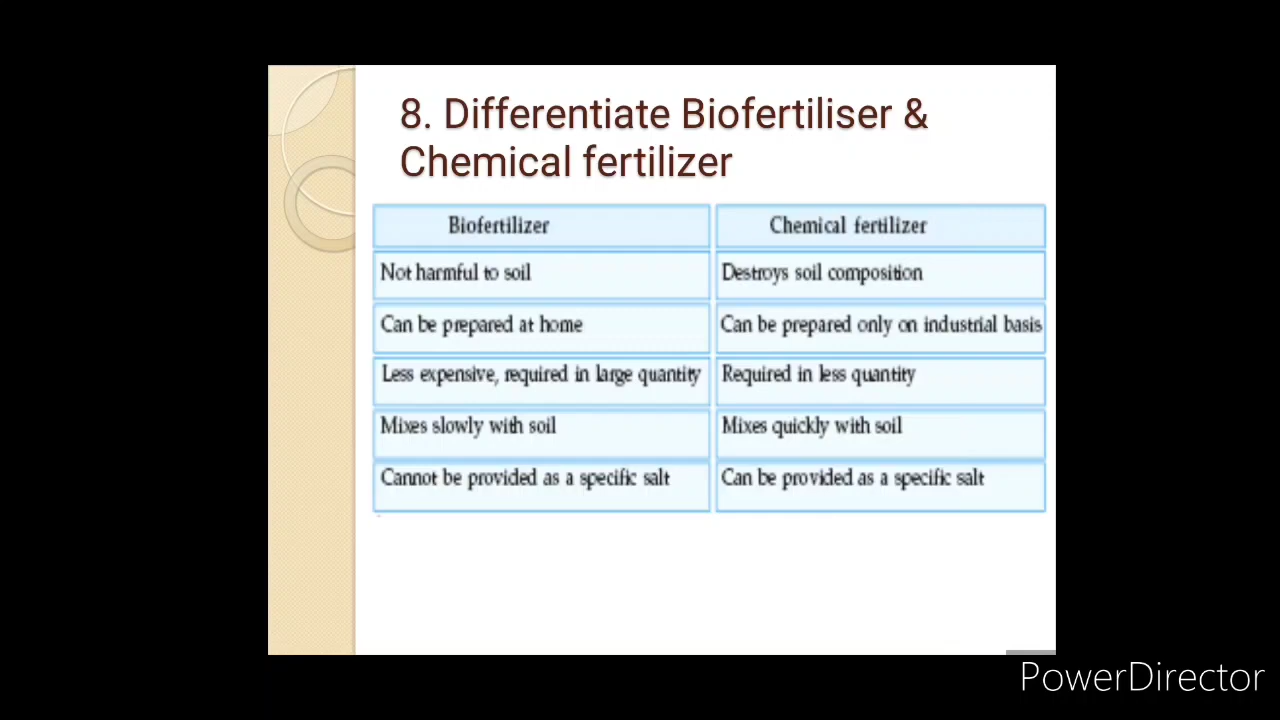 8. Differentiate Biofertiliser &
Chemical fertilizer
Biofertilizer Chemical fertilizer
Not harmful to soil Destroys soil composition
Can be prepared at home Can be prepared only on industrial basis
Less expensive, required in large quantity Required in less quantity
Mixes slowly with soil Mixes quickly with soil
Cannot be provided as a specific salt Can be provided as a specific salt
PowerDirector